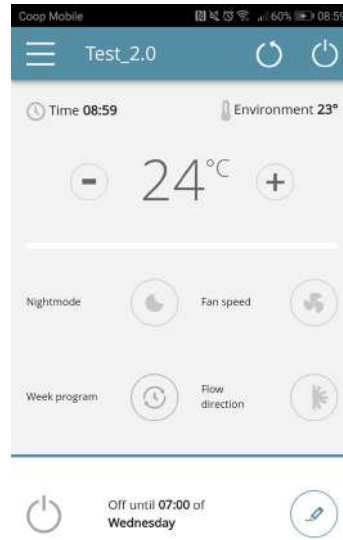 Coop Mobile 60% 08:59
Test_2.0
Time 08:59 Environment 23°
24°C
Nightmode Fan speed
Week program Flow
direction
Off until 07:00 of
Wednesday